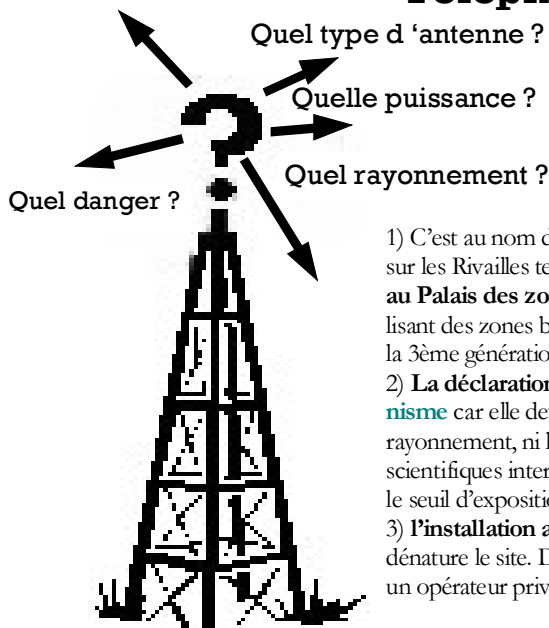 Quel type d ‘antenne ?
Quelle puissance ?
Quel rayonnement ?
Quel danger ?
?
1) C’est au nom d
sur les Rivailles te
au Palais des zo
lisant des zones b
la 3ème génératio
2) La déclaration
nisme car elle de
rayonnement, ni l
scientifiques inter
le seuil d’expositi
3) l’installation a
dénature le site. D
un opérateur priv